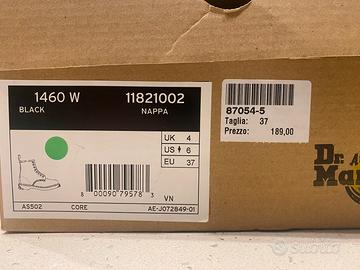 1460 W 11821002
BLACK NAPPA
UK 4
US 6
EU 37
8 00090 79578 3
VN
AS502 CORE AE-J072849-01
87054-5
Taglia: 37
Prezzo: 189,00
Dr.
Mar
subito